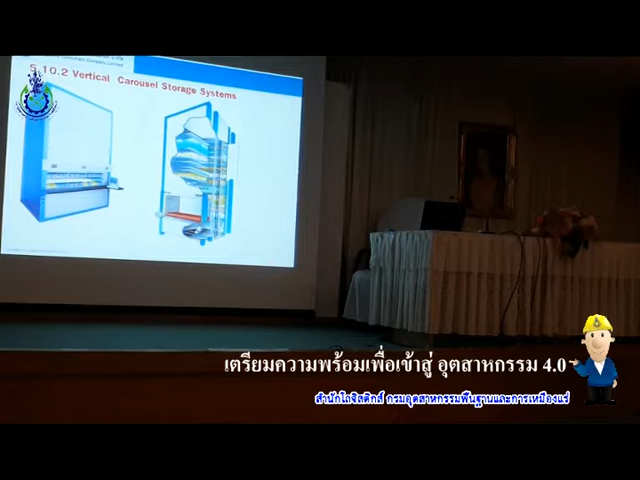 5.10.2 Vertical Carousel Storage Systems
เตรียมความพร้อมเพื่อเข้าสู่ อุตสาหกรรม 4.0
สำนักโลจิสติกส์ กรมอุตสาหกรรมพื้นฐานและการเหมืองแร่